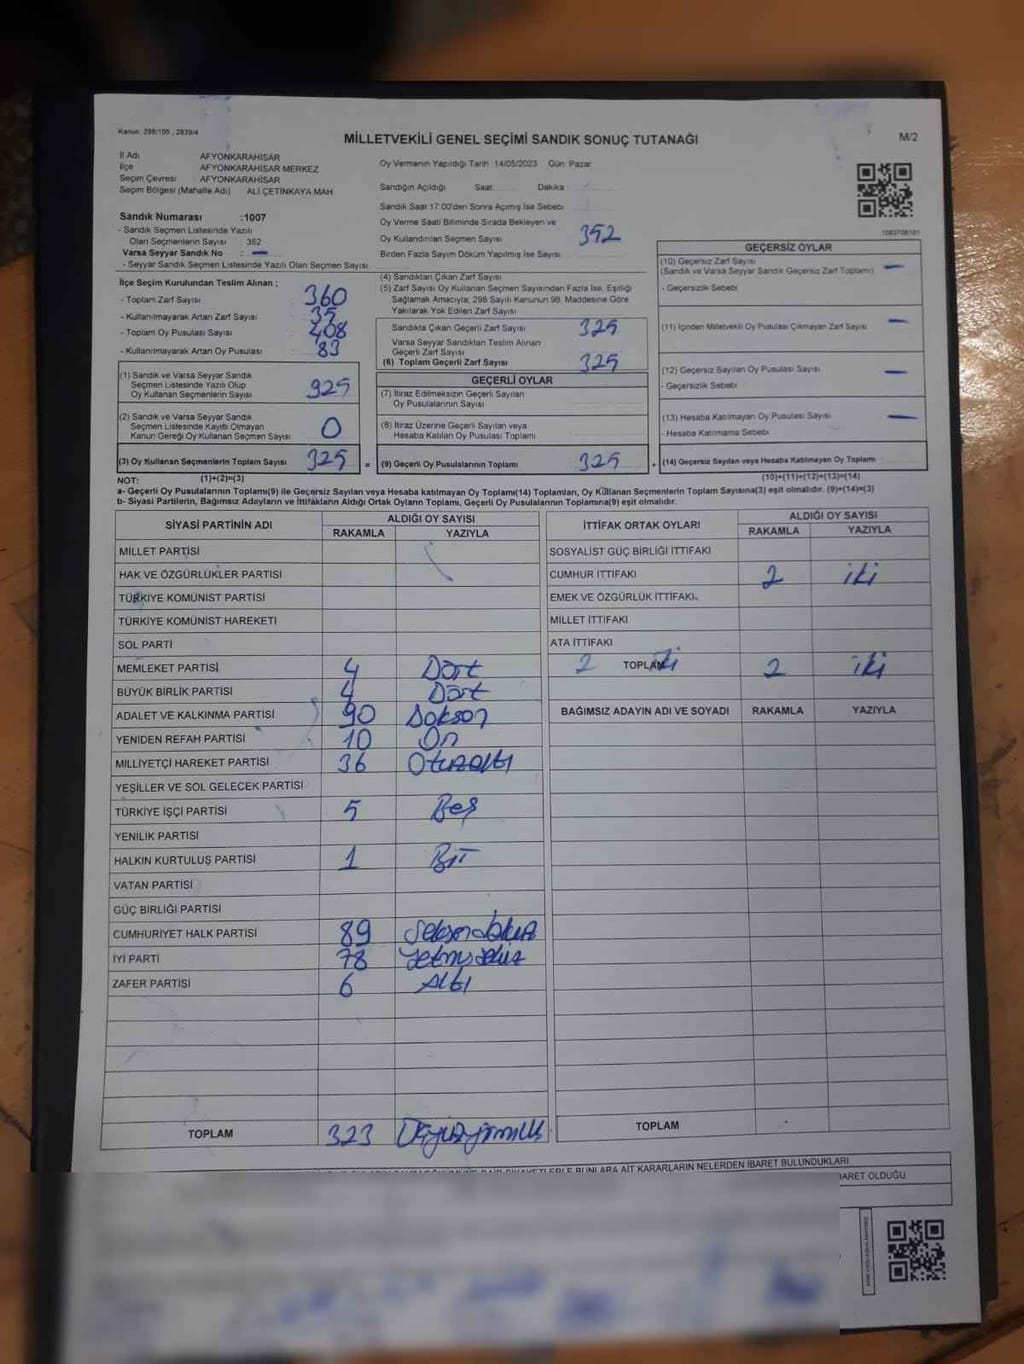 Kanun: 298/105, 2839/4
MİLLETVEKİLİ GENEL SEÇİMİ SANDIK SONUÇ TUTANAĞI
M/2
İl Adı AFYONKARAHİSAR
İlçe AFYONKARAHİSAR MERKEZ
Seçim Çevresi AFYONKARAHİSAR
Seçim Bölgesi (Mahalle Adı) ALİ ÇETİNKAYA MAH
Sandık Numarası :1007
- Sandık Seçmen Listesinde Yazılı
Olan Seçmenlerin Sayısı : 352
Varsa Seyyar Sandık No : —
- Seyyar Sandık Seçmen Listesinde Yazılı Olan Seçmen Sayısı
Oy Vermenin Yapıldığı Tarih 14/05/2023 Gün: Pazar
Sandığın Açıldığı Saat Dakika
Sandık Saat 17:00'den Sonra Açılmış İse Sebebi
Oy Verme Saati Bitiminde Sırada Bekleyen ve
Oy Kullandırılan Seçmen Sayısı 352
Birden Fazla Sayım Döküm Yapılmış İse Sayısı
İlçe Seçim Kurulundan Teslim Alınan ;
- Toplam Zarf Sayısı 360
- Kullanılmayarak Artan Zarf Sayısı 35
- Toplam Oy Pusulası Sayısı 408
- Kullanılmayarak Artan Oy Pusulası 83
(1) Sandık ve Varsa Seyyar Sandık
Seçmen Listesinde Yazılı Olup
Oy Kullanan Seçmenlerin Sayısı 325
(2) Sandık ve Varsa Seyyar Sandık
Seçmen Listesinde Kayıtlı Olmayan
Kanun Gereği Oy Kullanan Seçmen Sayısı 0
(3) Oy Kullanan Seçmenlerin Toplam Sayısı 325 =
(4) Sandıktan Çıkan Zarf Sayısı
(5) Zarf Sayısı Oy Kullanan Seçmen Sayısından Fazla İse, Eşitliği
Sağlamak Amacıyla, 298 Sayılı Kanunun 98. Maddesine Göre
Yakılarak Yok Edilen Zarf Sayısı
Sandıkta Çıkan Geçerli Zarf Sayısı 325
Varsa Seyyar Sandıktan Teslim Alınan
Geçerli Zarf Sayısı
(6) Toplam Geçerli Zarf Sayısı 325
GEÇERLİ OYLAR
(7) İtiraz Edilmeksizin Geçerli Sayılan
Oy Pusulalarının Sayısı
(8) İtiraz Üzerine Geçerli Sayılan veya
Hesaba Katılan Oy Pusulası Toplamı
(9) Geçerli Oy Pusulalarının Toplamı 325 +
GEÇERSİZ OYLAR
(10) Geçersiz Zarf Sayısı —
(Sandık ve Varsa Seyyar Sandık Geçersiz Zarf Toplamı)
- Geçersizlik Sebebi
(11) İçinden Milletvekili Oy Pusulası Çıkmayan Zarf Sayısı —
(12) Geçersiz Sayılan Oy Pusulası Sayısı —
- Geçersizlik Sebebi
(13) Hesaba Katılmayan Oy Pusulası Sayısı —
- Hesaba Katılmama Sebebi
(14) Geçersiz Sayılan veya Hesaba Katılmayan Oy Toplamı
NOT: (1)+(2)=(3) (10)+(11)+(12)+(13)=(14)
a- Geçerli Oy Pusulalarının Toplamı(9) ile Geçersiz Sayılan veya Hesaba katılmayan Oy Toplamı(14) Toplamları, Oy Kullanan Seçmenlerin Toplam Sayısına(3) eşit olmalıdır. (9)+(14)=(3)
b- Siyasi Partilerin, Bağımsız Adayların ve İttifakların Aldığı Ortak Oyların Toplamı, Geçerli Oy Pusulalarının Toplamına(9) eşit olmalıdır.
SİYASİ PARTİNİN ADI ALDIĞI OY SAYISI
RAKAMLA YAZIYLA
MİLLET PARTİSİ
HAK VE ÖZGÜRLÜKLER PARTİSİ
TÜRKİYE KOMÜNİST PARTİSİ
TÜRKİYE KOMÜNİST HAREKETİ
SOL PARTİ
MEMLEKET PARTİSİ 4 Dört
BÜYÜK BİRLİK PARTİSİ 4 Dört
ADALET VE KALKINMA PARTİSİ 90 Doksan
YENİDEN REFAH PARTİSİ 10 On
MİLLİYETÇİ HAREKET PARTİSİ 36 Otuzaltı
YEŞİLLER VE SOL GELECEK PARTİSİ
TÜRKİYE İŞÇİ PARTİSİ 5 Beş
YENİLİK PARTİSİ
HALKIN KURTULUŞ PARTİSİ 1 Bir
VATAN PARTİSİ
GÜÇ BİRLİĞİ PARTİSİ
CUMHURİYET HALK PARTİSİ 89 Seksendokuz
İYİ PARTİ 78 Yetmişsekiz
ZAFER PARTİSİ 6 Altı
TOPLAM 323 Üçyüzyirmiüç
İTTİFAK ORTAK OYLARI ALDIĞI OY SAYISI
RAKAMLA YAZIYLA
SOSYALİST GÜÇ BİRLİĞİ İTTİFAKI
CUMHUR İTTİFAKI 2 iki
EMEK VE ÖZGÜRLÜK İTTİFAKI
MİLLET İTTİFAKI
ATA İTTİFAKI
2 TOPLAM iki 2 iki
BAĞIMSIZ ADAYIN ADI VE SOYADI RAKAMLA YAZIYLA
TOPLAM
BUNLARA AİT KARARLARIN NELERDEN İBARET BULUNDUKLARI
İBARET OLDUĞU